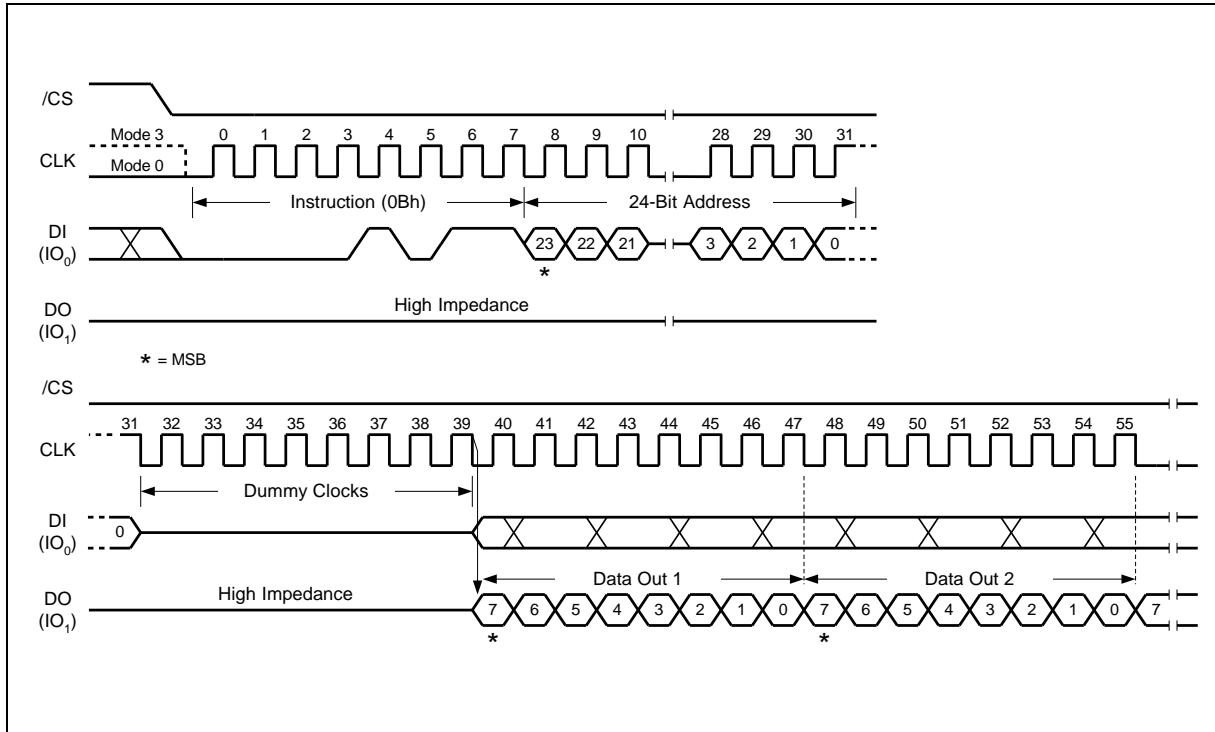 /CS
Mode 3
0 1 2 3 4 5 6 7 8 9 10 28 29 30 31
CLK
Mode 0
Instruction (0Bh) 24-Bit Address
DI
(IO0)
23 22 21 3 2 1 0
*
High Impedance
DO
(IO1)
* = MSB
/CS
31 32 33 34 35 36 37 38 39 40 41 42 43 44 45 46 47 48 49 50 51 52 53 54 55
CLK
Dummy Clocks
DI
(IO0)
0
Data Out 1 Data Out 2
High Impedance
DO
(IO1)
7 6 5 4 3 2 1 0 7 6 5 4 3 2 1 0 7
* *